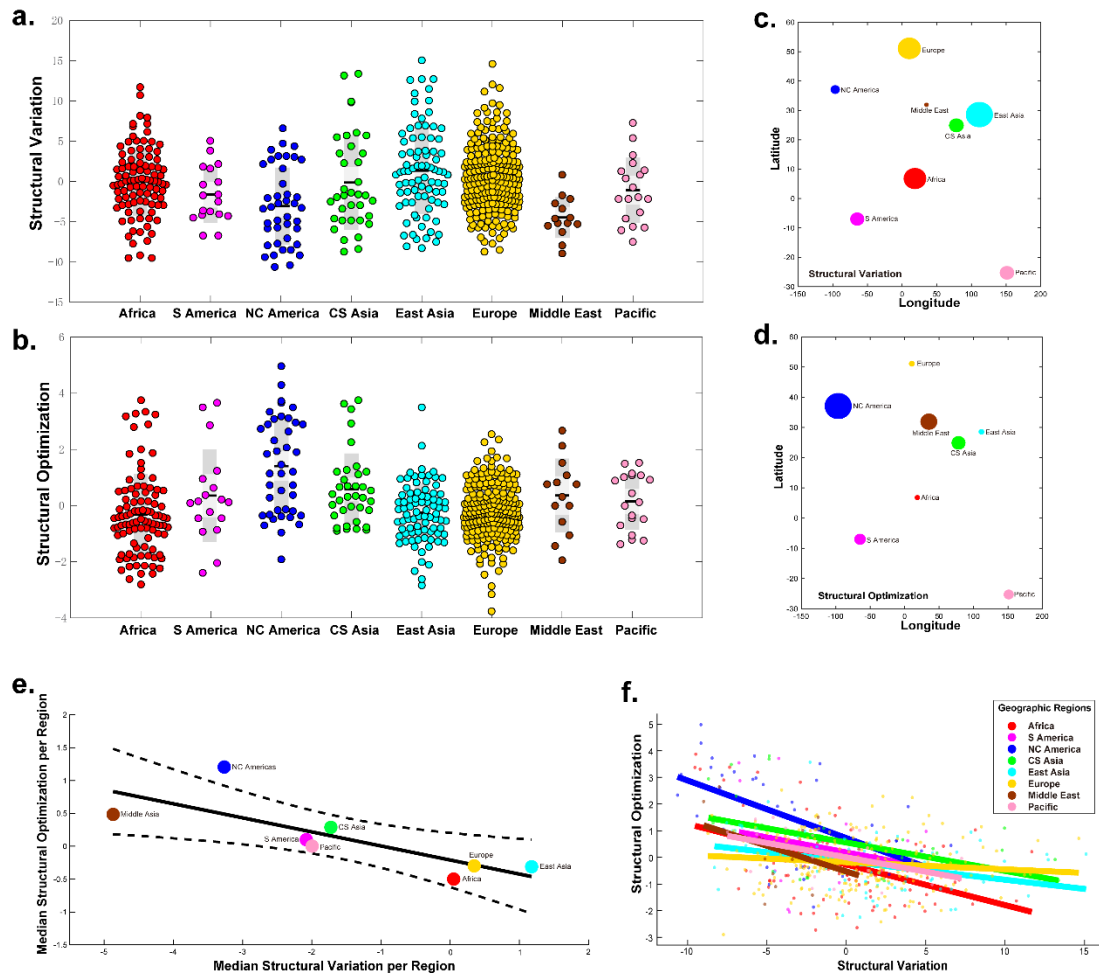 a.
Structural Variation
20
15
10
5
0
-5
-10
-15
Africa S America NC America CS Asia East Asia Europe Middle East Pacific
b.
Structural Optimization
6
4
2
0
-2
-4
Africa S America NC America CS Asia East Asia Europe Middle East Pacific
c.
Latitude
60
50
40
30
20
10
0
-10
-20
-30
Europe
NC America
Middle East
East Asia
CS Asia
Africa
S America
Pacific
Structural Variation
-150 -100 -50 0 50 100 150 200
Longitude
d.
Latitude
60
50
40
30
20
10
0
-10
-20
-30
Europe
NC America
Middle East
East Asia
CS Asia
Africa
S America
Pacific
Structural Optimization
-150 -100 -50 0 50 100 150 200
Longitude
e.
Median Structural Optimization per Region
2
1.5
1
0.5
0
-0.5
-1
-1.5
NC Americas
Middle Asia
CS Asia
S America
Pacific
Europe
East Asia
Africa
-5 -4 -3 -2 -1 0 1 2
Median Structural Variation per Region
f.
Structural Optimization
5
4
3
2
1
0
-1
-2
-3
Geographic Regions
Africa
S America
NC America
CS Asia
East Asia
Europe
Middle East
Pacific
-10 -5 0 5 10 15
Structural Variation